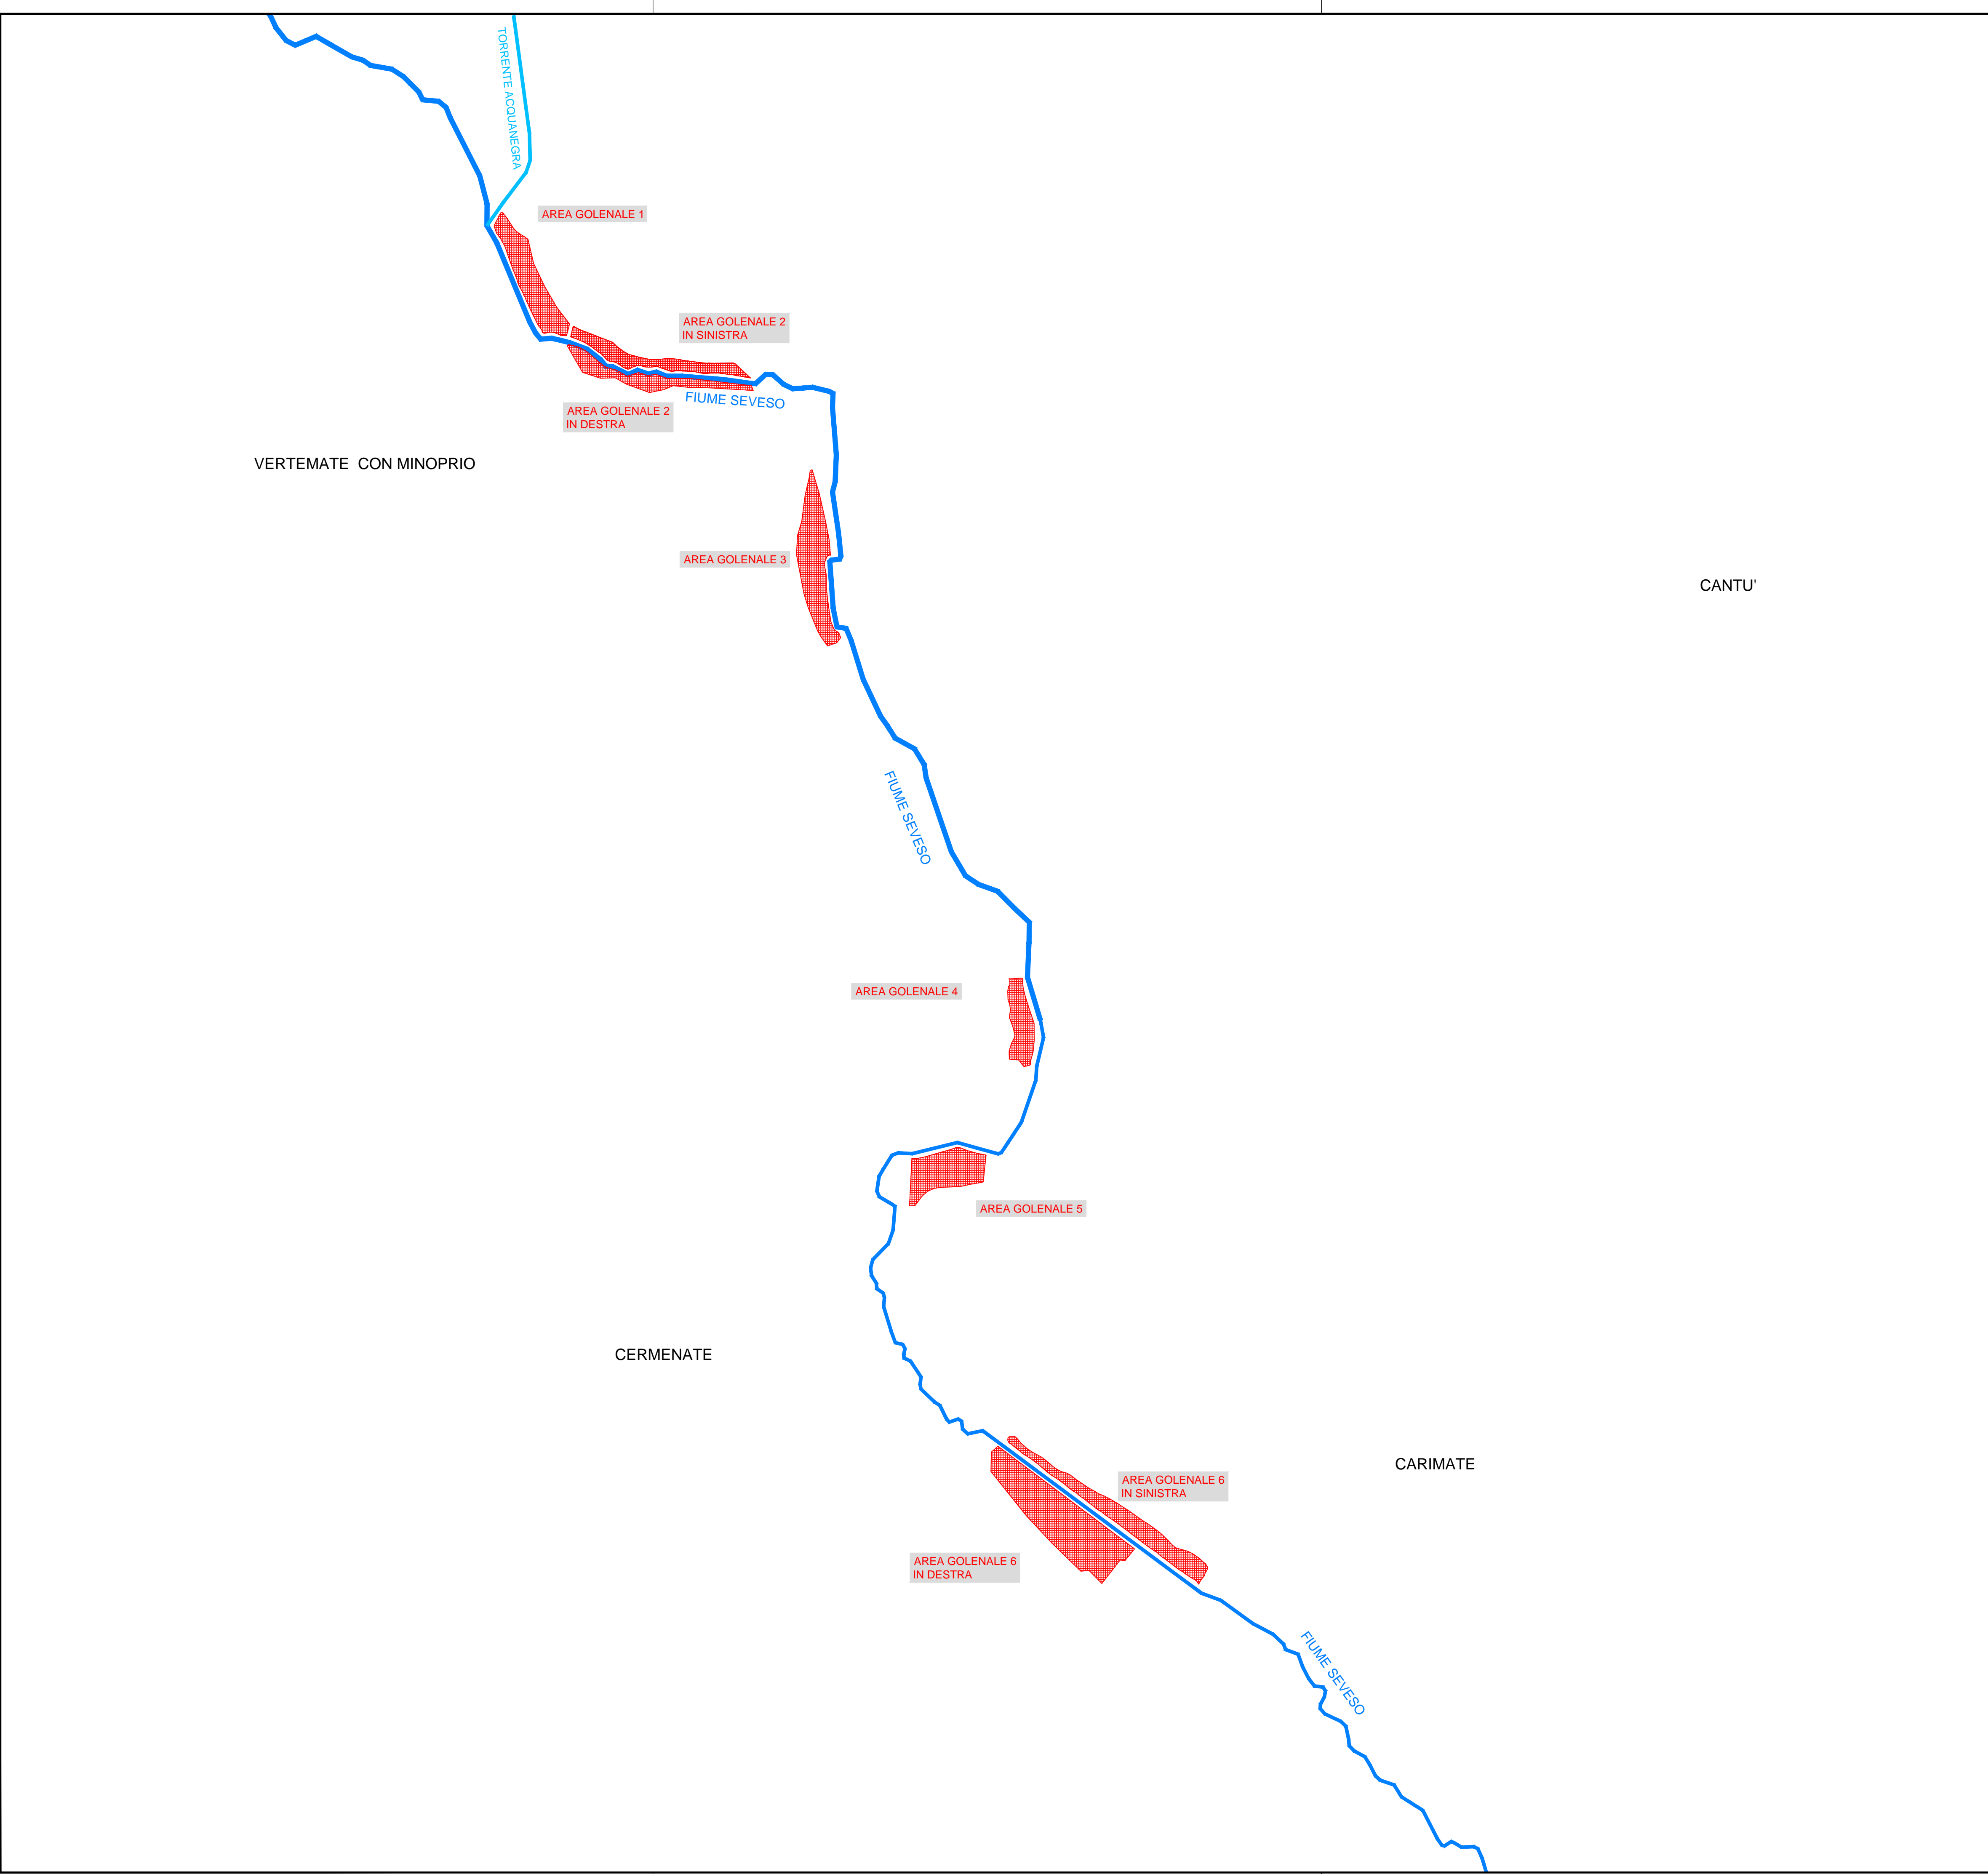 TORRENTE ACQUANEGRA
AREA GOLENALE 1
AREA GOLENALE 2
IN SINISTRA
FIUME SEVESO
AREA GOLENALE 2
IN DESTRA
VERTEMATE CON MINOPRIO
AREA GOLENALE 3
CANTU'
FIUME SEVESO
AREA GOLENALE 4
AREA GOLENALE 5
CERMENATE
CARIMATE
AREA GOLENALE 6
IN SINISTRA
AREA GOLENALE 6
IN DESTRA
FIUME SEVESO